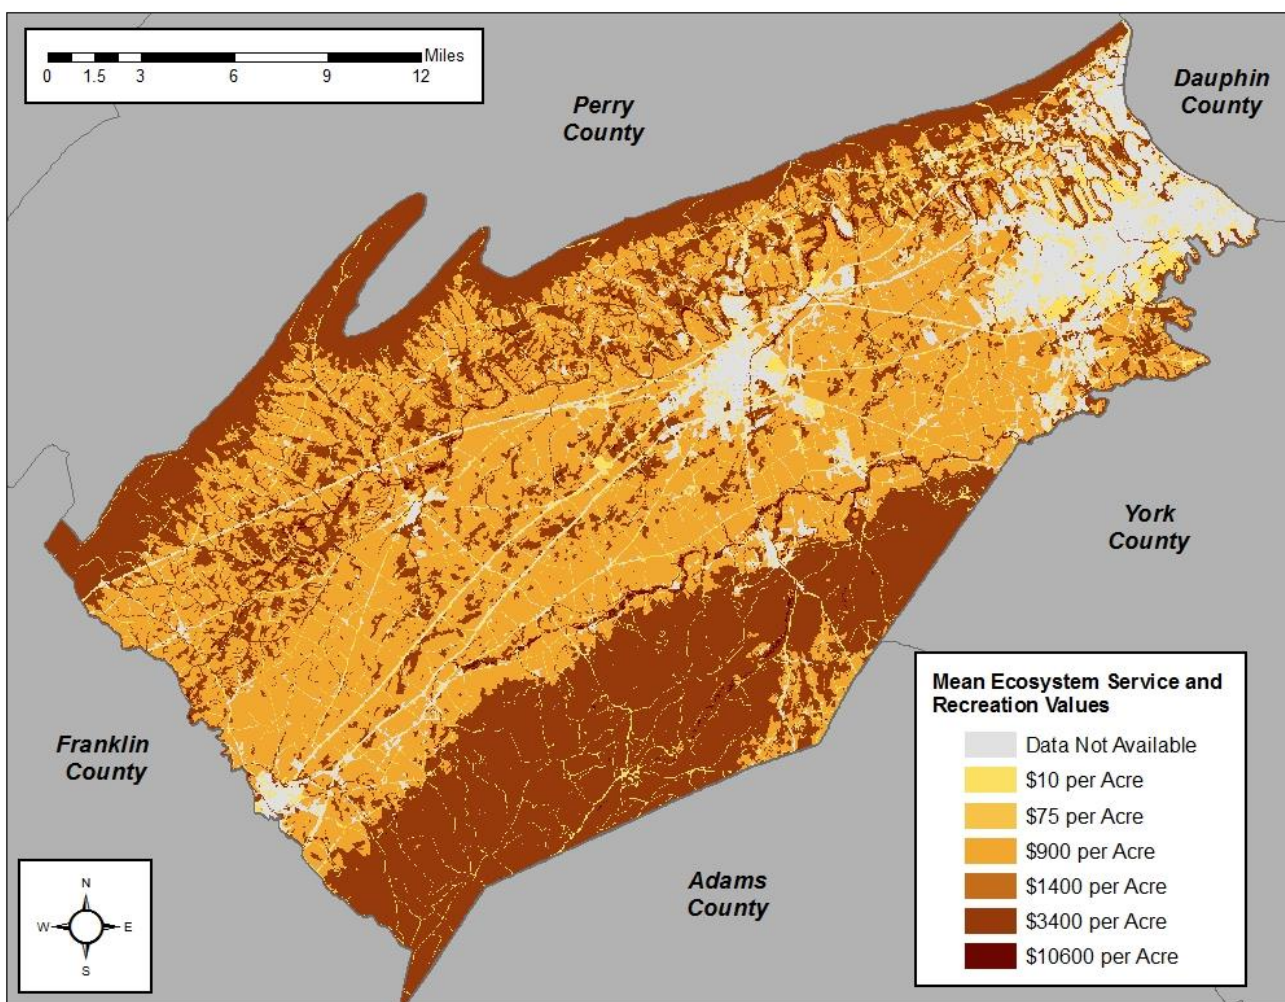 Miles
0 1.5 3 6 9 12
Perry
County
Dauphin
County
York
County
Franklin
County
Adams
County
Mean Ecosystem Service and
Recreation Values
Data Not Available
$10 per Acre
$75 per Acre
$900 per Acre
$1400 per Acre
$3400 per Acre
$10600 per Acre
N
W E
S